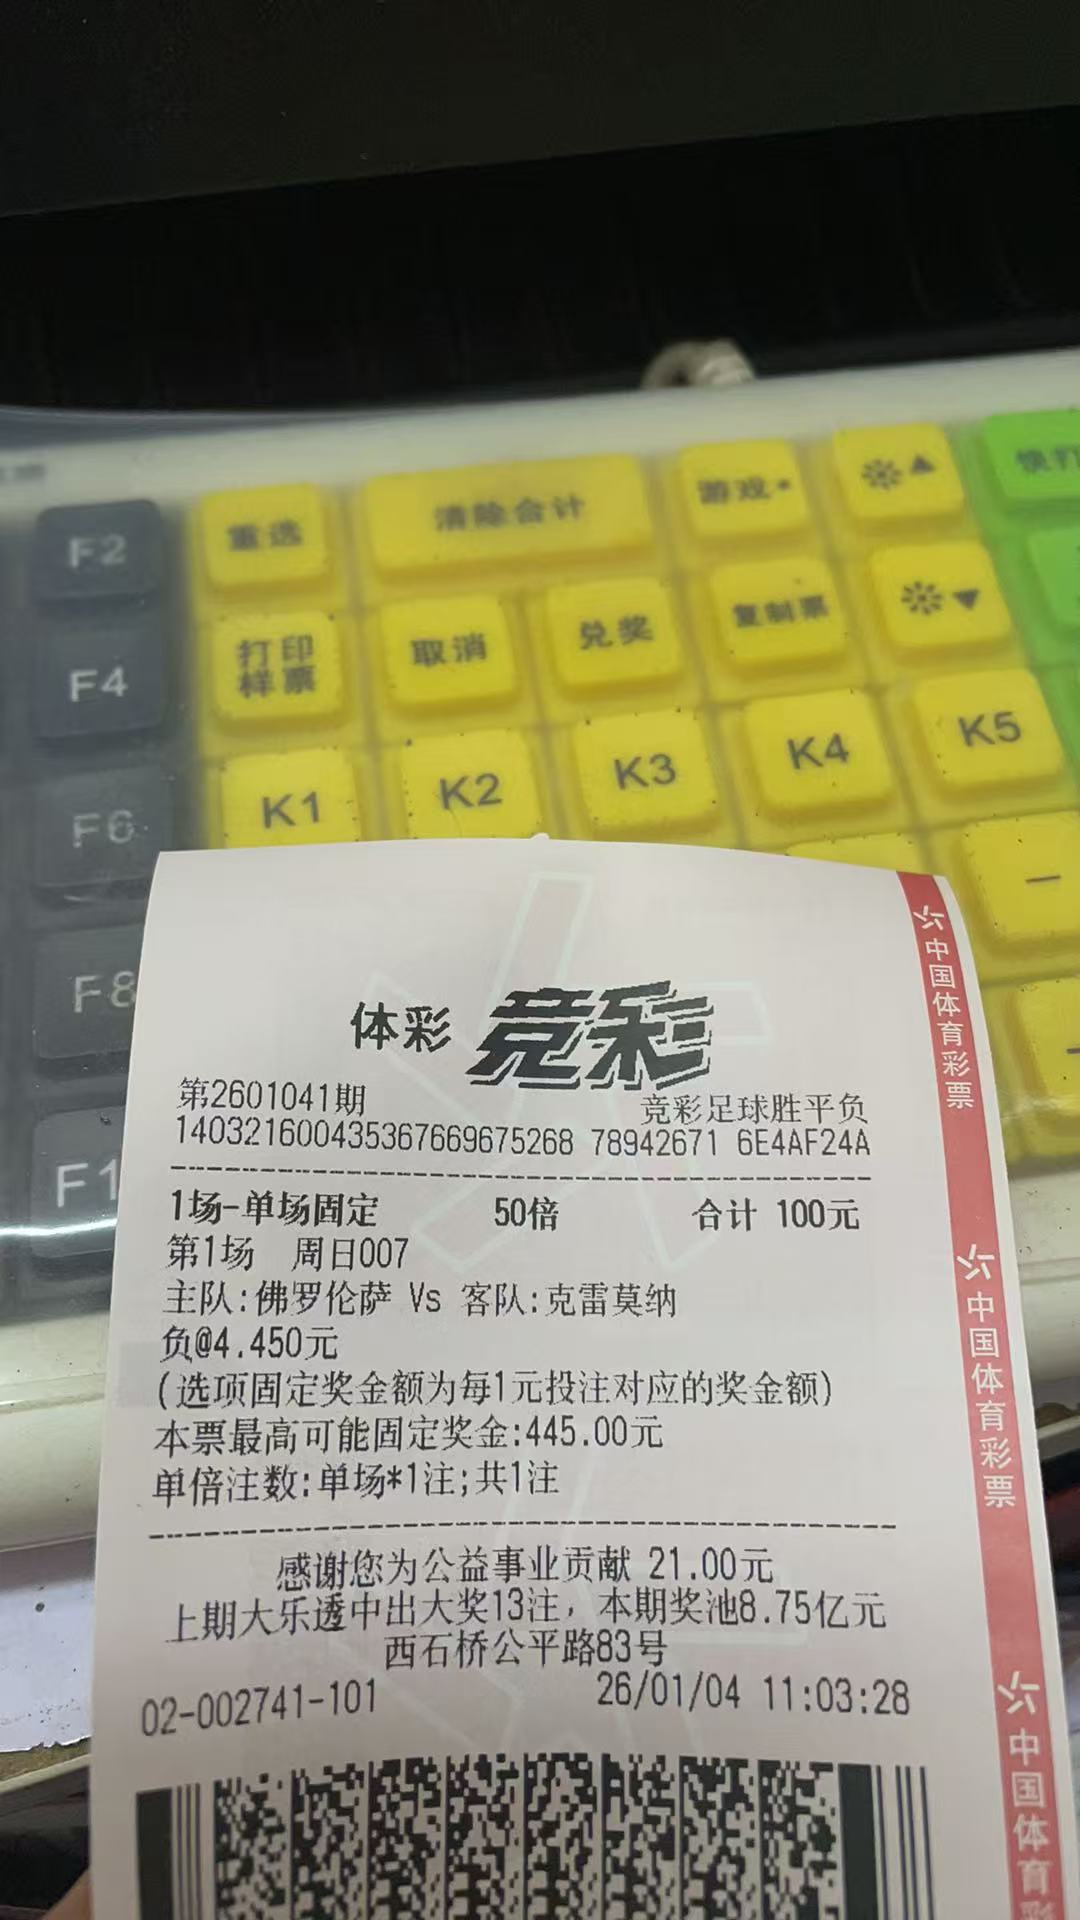 F2
重选
清除合计
游戏
快打
F4
打印
样票
取消
兑奖
复制票
F6
K1
K2
K3
K4
K5
F8
体彩 竞彩
第2601041期
竞彩足球胜平负
140321600435367669675268 78942671 6E4AF24A
1场-单场固定 50倍 合计 100元
第1场 周日007
主队:佛罗伦萨 Vs 客队:克雷莫纳
负@4.450元
(选项固定奖金额为每1元投注对应的奖金额)
本票最高可能固定奖金:445.00元
单倍注数:单场*1注;共1注
感谢您为公益事业贡献 21.00元
上期大乐透中出大奖13注，本期奖池8.75亿元
西石桥公平路83号
02-002741-101 26/01/04 11:03:28
中国体育彩票
中国体育彩票
中国体育彩